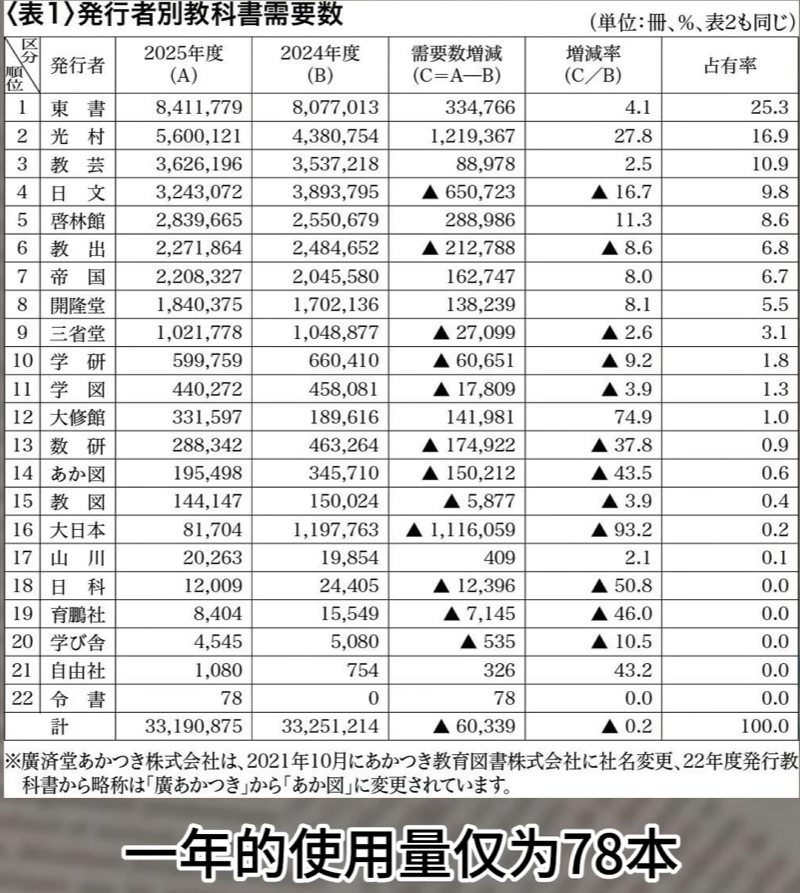 〈表1〉発行者別教科書需要数
(単位：冊、%、表2も同じ)
区分 順位 発行者 2025年度(A) 2024年度(B) 需要数増減(C=A—B) 増減率(C／B) 占有率
1 東 書 8,411,779 8,077,013 334,766 4.1 25.3
2 光 村 5,600,121 4,380,754 1,219,367 27.8 16.9
3 教 芸 3,626,196 3,537,218 88,978 2.5 10.9
4 日 文 3,243,072 3,893,795 ▲ 650,723 ▲ 16.7 9.8
5 啓林館 2,839,665 2,550,679 288,986 11.3 8.6
6 教 出 2,271,864 2,484,652 ▲ 212,788 ▲ 8.6 6.8
7 帝 国 2,208,327 2,045,580 162,747 8.0 6.7
8 開隆堂 1,840,375 1,702,136 138,239 8.1 5.5
9 三省堂 1,021,778 1,048,877 ▲ 27,099 ▲ 2.6 3.1
10 学 研 599,759 660,410 ▲ 60,651 ▲ 9.2 1.8
11 学 図 440,272 458,081 ▲ 17,809 ▲ 3.9 1.3
12 大修館 331,597 189,616 141,981 74.9 1.0
13 数 研 288,342 463,264 ▲ 174,922 ▲ 37.8 0.9
14 あか図 195,498 345,710 ▲ 150,212 ▲ 43.5 0.6
15 教 図 144,147 150,024 ▲ 5,877 ▲ 3.9 0.4
16 大日本 81,704 1,197,763 ▲ 1,116,059 ▲ 93.2 0.2
17 山 川 20,263 19,854 409 2.1 0.1
18 日 科 12,009 24,405 ▲ 12,396 ▲ 50.8 0.0
19 育鵬社 8,404 15,549 ▲ 7,145 ▲ 46.0 0.0
20 学び舎 4,545 5,080 ▲ 535 ▲ 10.5 0.0
21 自由社 1,080 754 326 43.2 0.0
22 令 書 78 0 78 0.0 0.0
計 33,190,875 33,251,214 ▲ 60,339 ▲ 0.2 100.0
※廣済堂あかつき株式会社は、2021年10月にあかつき教育図書株式会社に社名変更、22年度発行教
科書から略称は「廣あかつき」から「あか図」に変更されています。
一年的使用量仅为78本